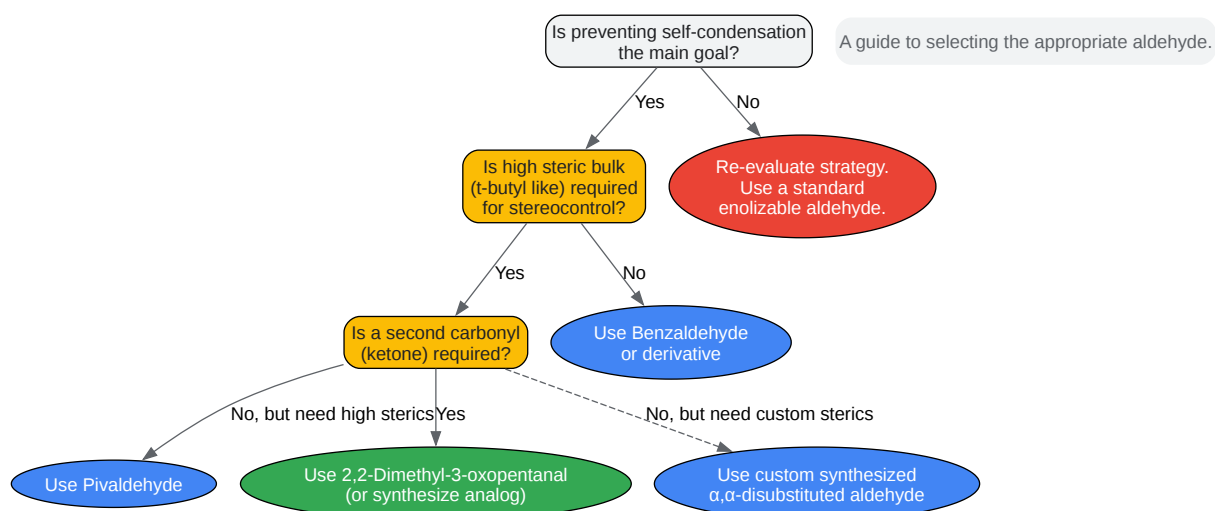 Is preventing self-condensation
the main goal?
A guide to selecting the appropriate aldehyde.
Yes
No
Is high steric bulk
(t-butyl like) required
for stereocontrol?
Re-evaluate strategy.
Use a standard
enolizable aldehyde.
Yes
No
Is a second carbonyl
(ketone) required?
Use Benzaldehyde
or derivative
No, but need high sterics
Yes
No, but need custom sterics
Use Pivaldehyde
Use 2,2-Dimethyl-3-oxopentanal
(or synthesize analog)
Use custom synthesized
α,α-disubstituted aldehyde